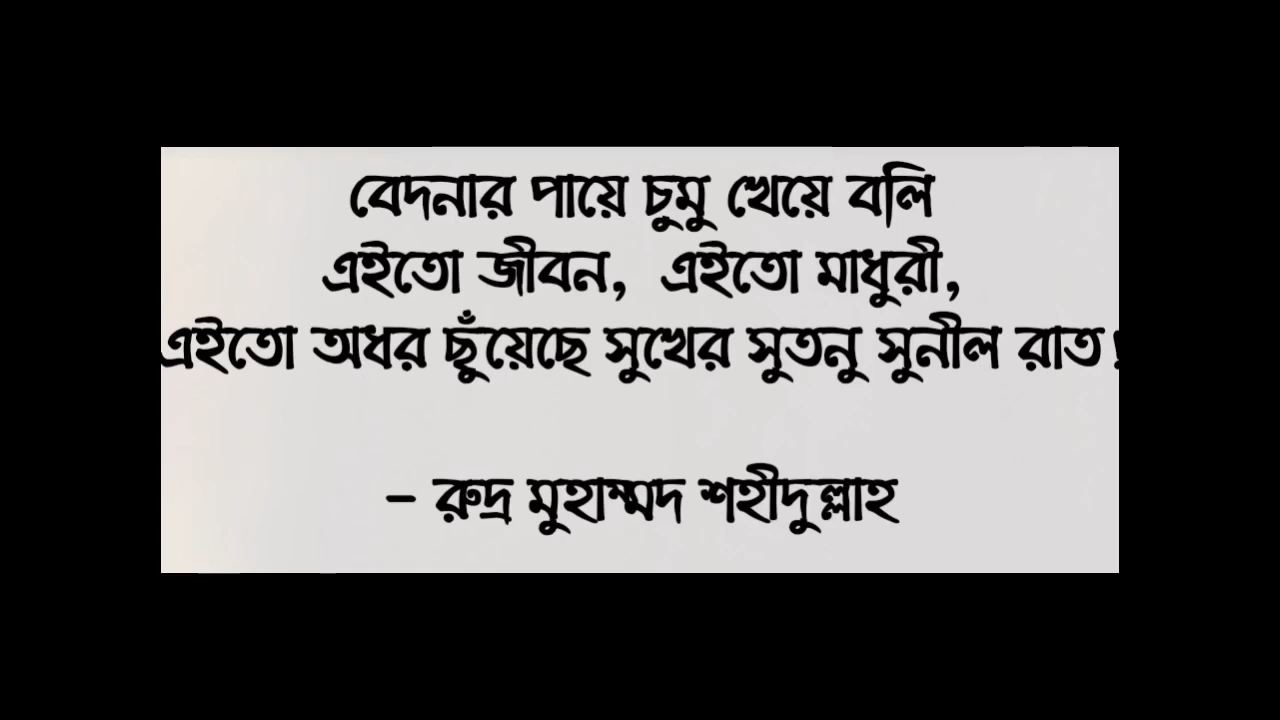 বেদনার পায়ে চুমু খেয়ে বলি
এইতো জীবন, এইতো মাধুরী,
এইতো অধর ছুঁয়েছে সুখের সুতনু সুনীল রাত!
- রুদ্র মুহাম্মদ শহীদুল্লাহ